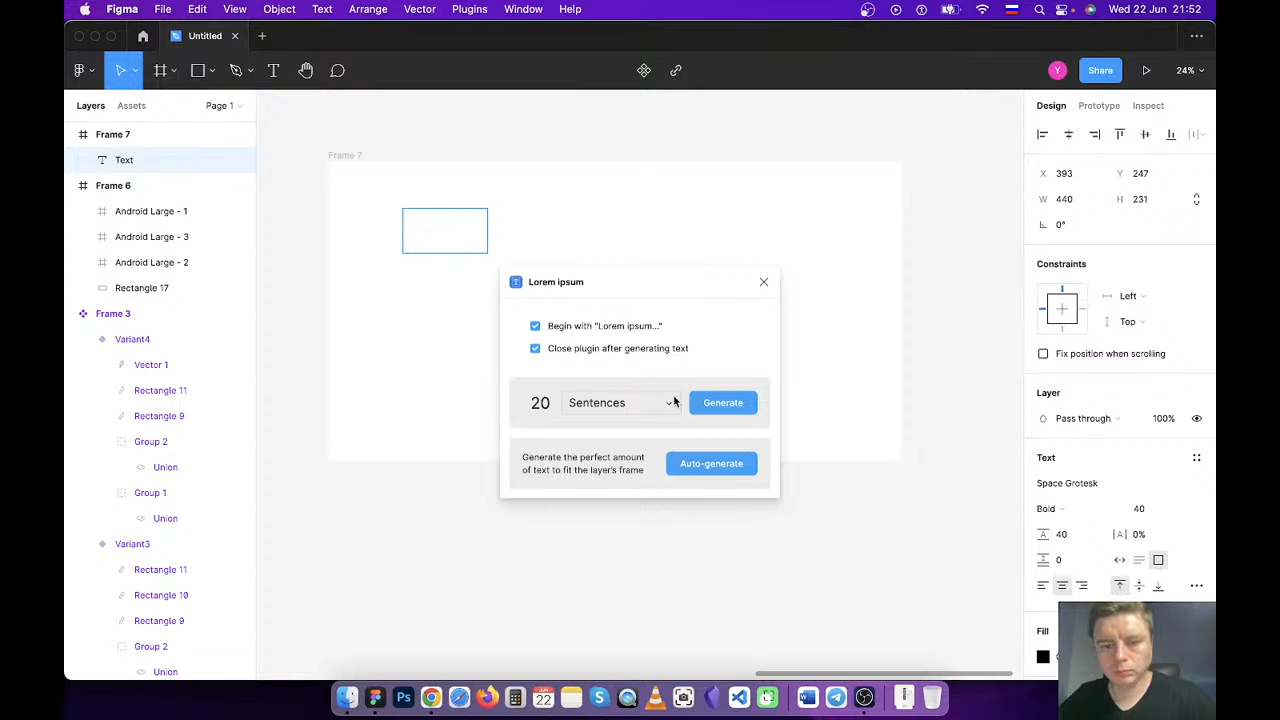 Figma File Edit View Object Text Arrange Vector Plugins Window Help Wed 22 Jun 21:52
Untitled
Y Share 24%
Layers Assets Page 1
Frame 7
Text
Frame 6
Android Large - 1
Android Large - 3
Android Large - 2
Rectangle 17
Frame 3
Variant4
Vector 1
Rectangle 11
Rectangle 9
Group 2
Union
Group 1
Union
Variant3
Rectangle 11
Rectangle 10
Rectangle 9
Group 2
Union
Frame 7
Lorem ipsum
Begin with "Lorem ipsum..."
Close plugin after generating text
20 Sentences Generate
Generate the perfect amount
of text to fit the layer's frame
Auto-generate
Design Prototype Inspect
X 393 Y 247
W 440 H 231
0°
Constraints
Left
Top
Fix position when scrolling
Layer
Pass through 100%
Text
Space Grotesk
Bold 40
40 |A| 0%
0
Fill